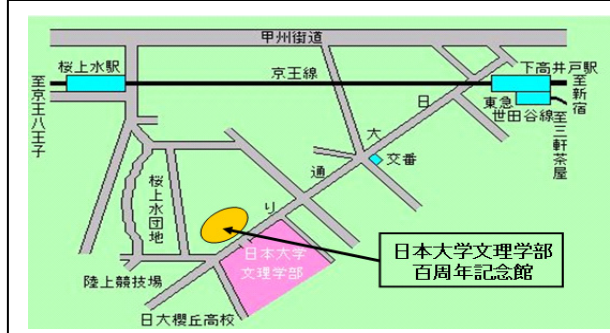 甲州街道
桜上水駅
下高井戸駅
京王線
至京王八王子
至新宿
東急
世田谷線
至三軒茶屋
日大通り
交番
桜上水団地
日本大学
文理学部
日本大学文理学部
百周年記念館
陸上競技場
日大櫻丘高校